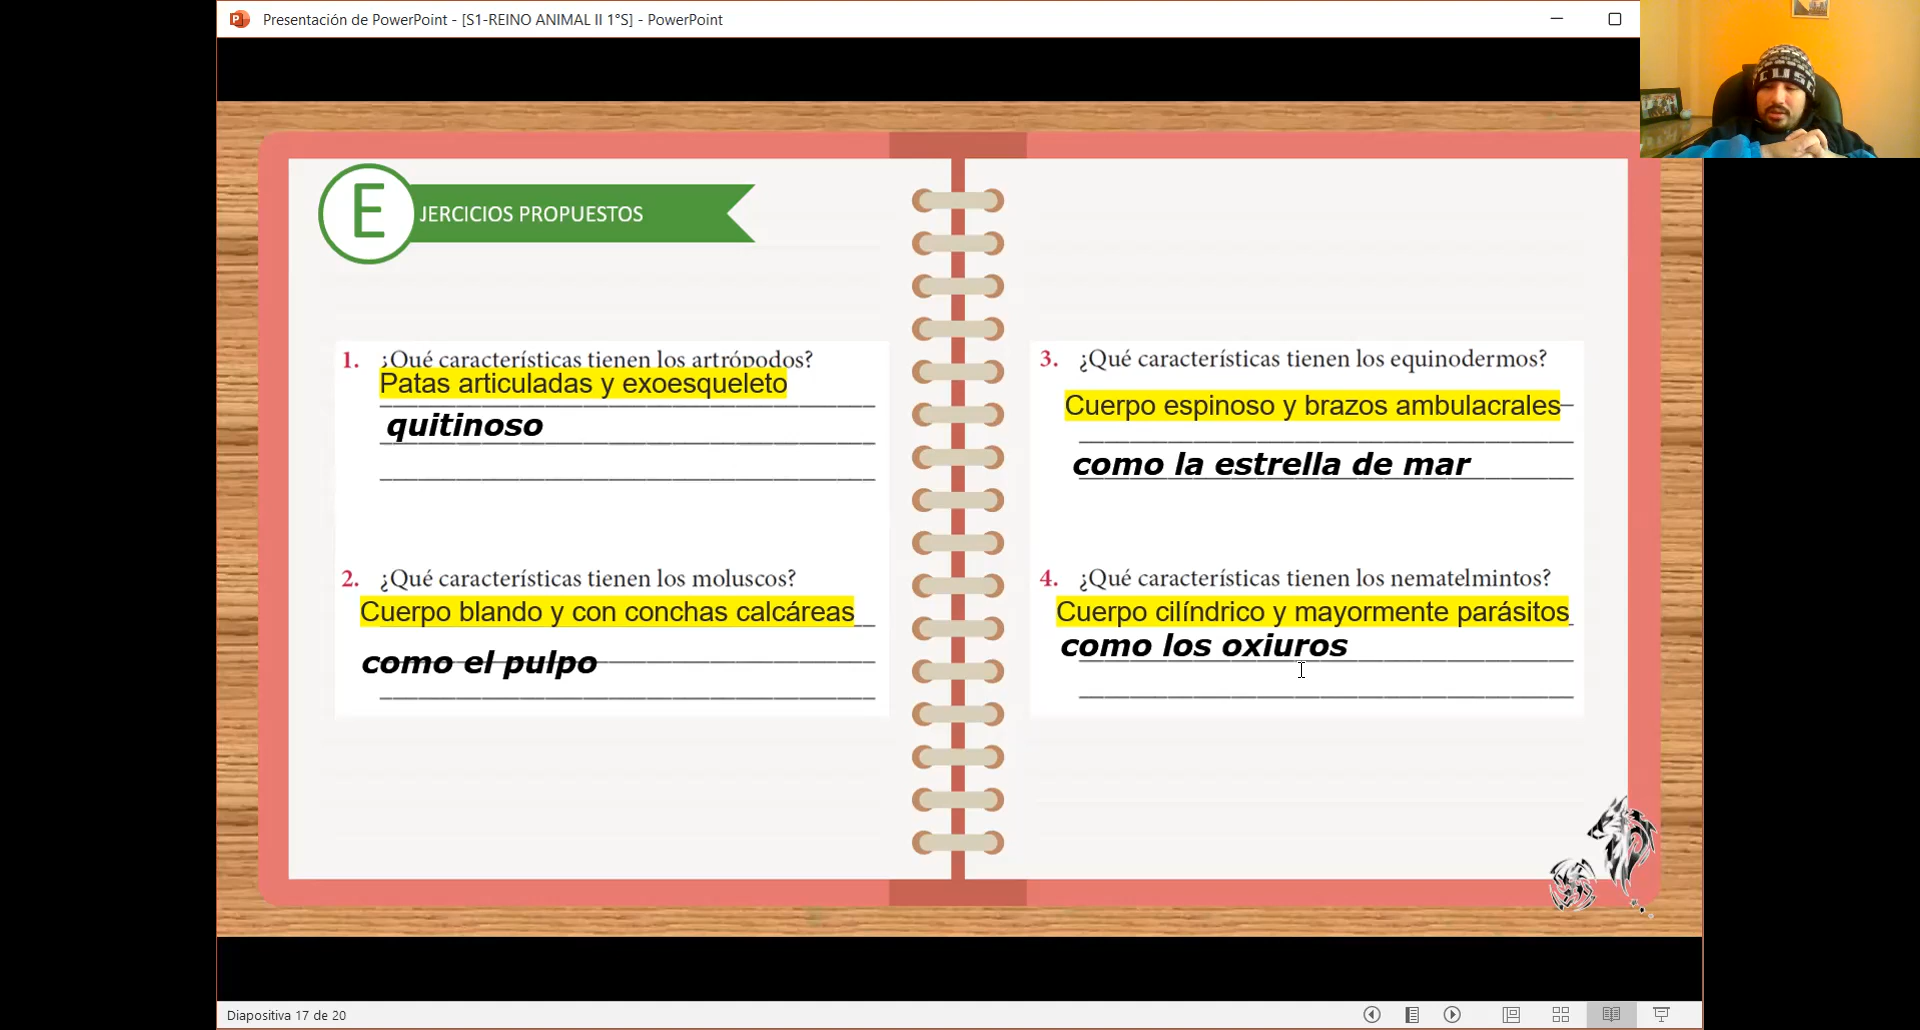 Presentación de PowerPoint - [S1-REINO ANIMAL II 1°S] - PowerPoint
CUSC
EJERCICIOS PROPUESTOS
1. ¿Qué características tienen los artrópodos?
Patas articuladas y exoesqueleto
quitinoso
2. ¿Qué características tienen los moluscos?
Cuerpo blando y con conchas calcáreas
como el pulpo
3. ¿Qué características tienen los equinodermos?
Cuerpo espinoso y brazos ambulacrales
como la estrella de mar
4. ¿Qué características tienen los nematelmintos?
Cuerpo cilíndrico y mayormente parásitos
como los oxiuros
Diapositiva 17 de 20